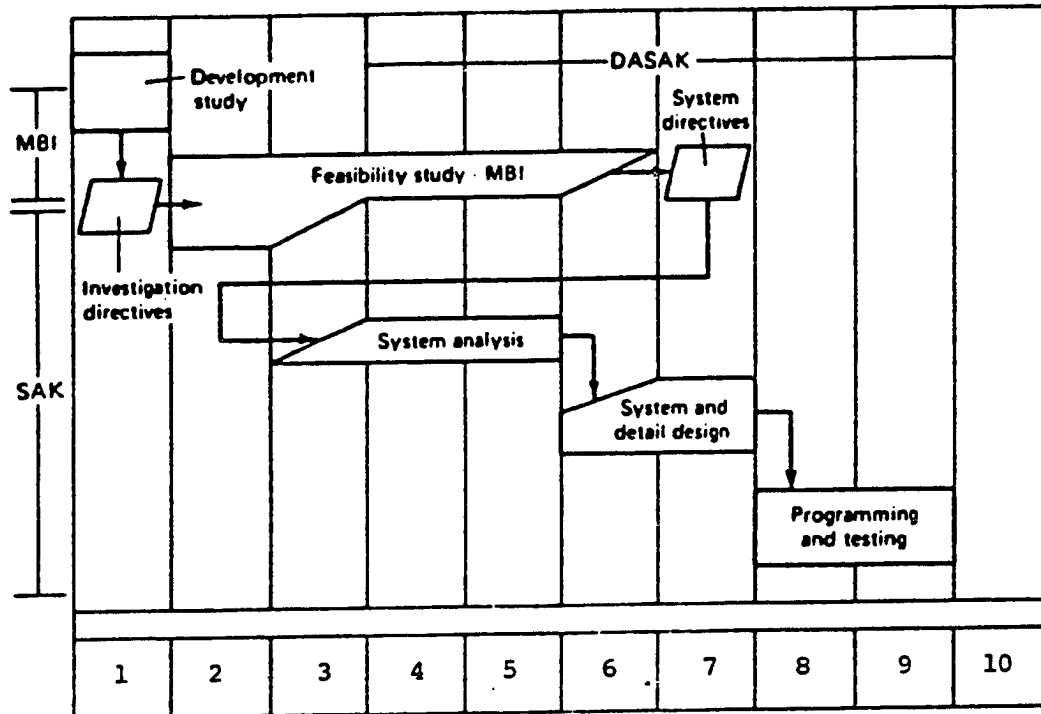 DASAK
Development
study
System
directives
MBI
Feasibility study · MBI
Investigation
directives
System analysis
SAK
System and
detail design
Programming
and testing
1 2 3 4 5 6 7 8 9 10